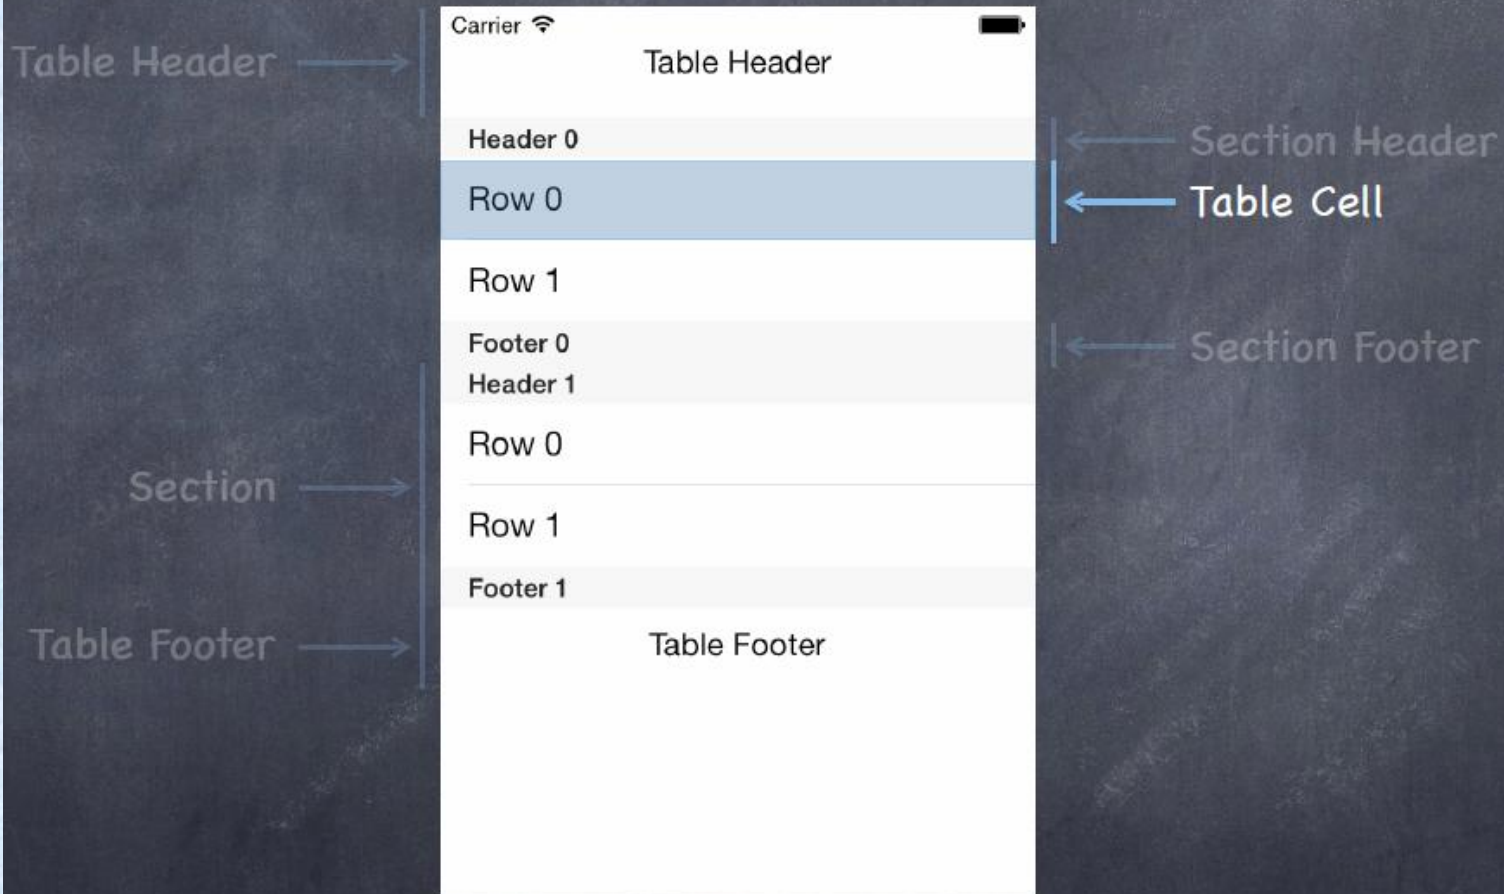 Carrier
Table Header
Table Header
Header 0
Section Header
Row 0
Table Cell
Row 1
Footer 0
Section Footer
Header 1
Row 0
Section
Row 1
Footer 1
Table Footer
Table Footer